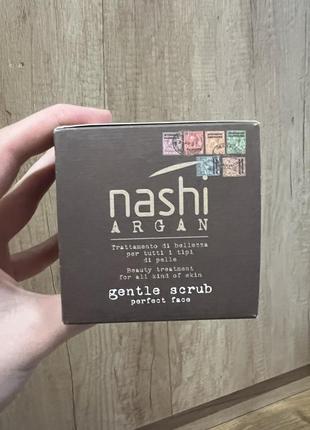 nashi
ARGAN
Trattamento di bellezza
per tutti i tipi
di pelle
Beauty treatment
for all kind of skin
gentle scrub
perfect face